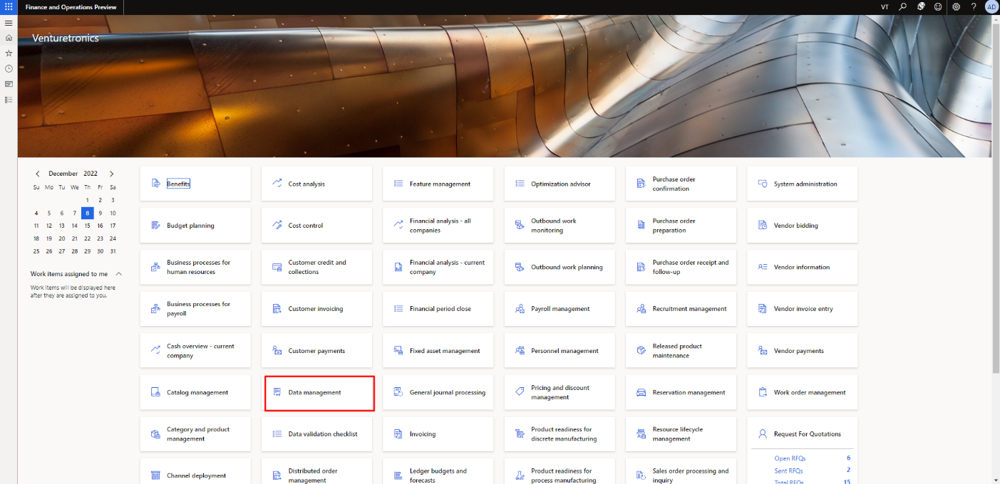 Finance and Operations Preview
VT
AD
Venturetronics
December 2022
Su Mo Tu We Th Fr Sa
1 2 3
4 5 6 7 8 9 10
11 12 13 14 15 16 17
18 19 20 21 22 23 24
25 26 27 28 29 30 31
Work items assigned to me
Work items will be displayed here
after they are assigned to you.
Benefits
Cost analysis
Feature management
Optimization advisor
Purchase order
confirmation
System administration
Budget planning
Cost control
Financial analysis - all
companies
Outbound work
monitoring
Purchase order
preparation
Vendor bidding
Business processes for
human resources
Customer credit and
collections
Financial analysis - current
company
Outbound work planning
Purchase order receipt and
follow-up
Vendor information
Business processes for
payroll
Customer invoicing
Financial period close
Payroll management
Recruitment management
Vendor invoice entry
Cash overview - current
company
Customer payments
Fixed asset management
Personnel management
Released product
maintenance
Vendor payments
Catalog management
Data management
General journal processing
Pricing and discount
management
Reservation management
Work order management
Category and product
management
Data validation checklist
Invoicing
Product readiness for
discrete manufacturing
Resource lifecycle
management
Request For Quotations
Open RFQs 6
Sent RFQs 2
Total RFQs 15
Channel deployment
Distributed order
management
Ledger budgets and
forecasts
Product readiness for
process manufacturing
Sales order processing and
inquiry